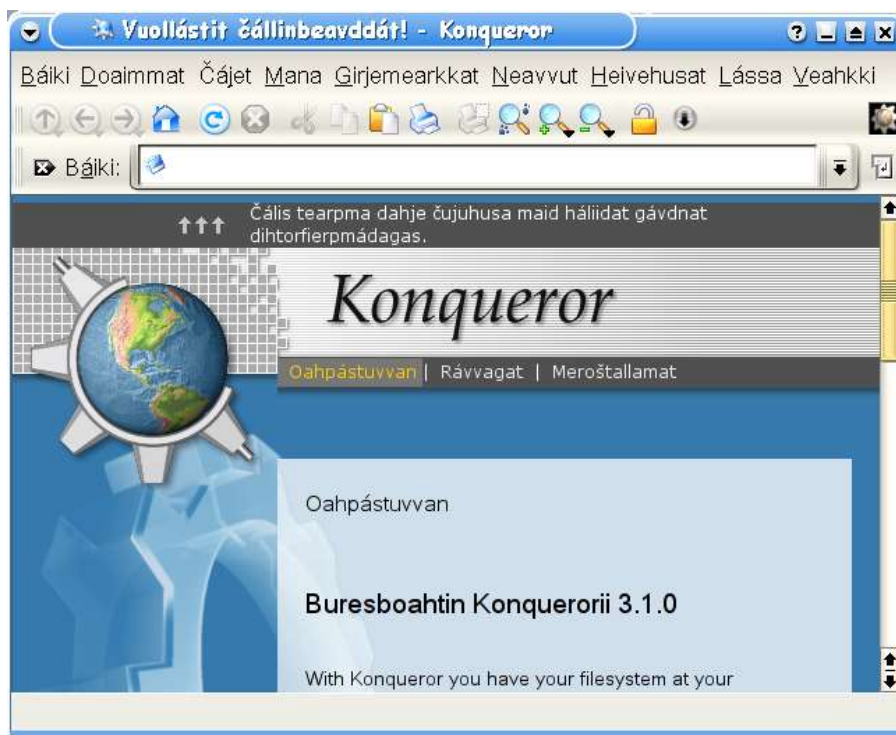 Vuollástit čállinbeavddát! - Konqueror
Báiki Doaimmat Čájet Mana Girjemearkkat Neavvut Heivehusat Lássa Veahkki
Báiki:
Čális tearpma dahje čujuhusa maid háliidat gávdnat
dihtorfierpmádagas.
Konqueror
Oahpástuvvan | Rávvagat | Meroštallamat
Oahpástuvvan
Buresboahtin Konquerorii 3.1.0
With Konqueror you have your filesystem at your